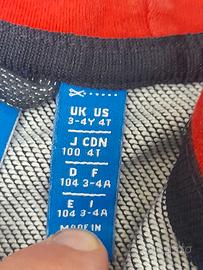 UK US
3-4Y 4T
J CDN
100 4T
D F
104 3-4A
E I
104 3-4A
MADE IN